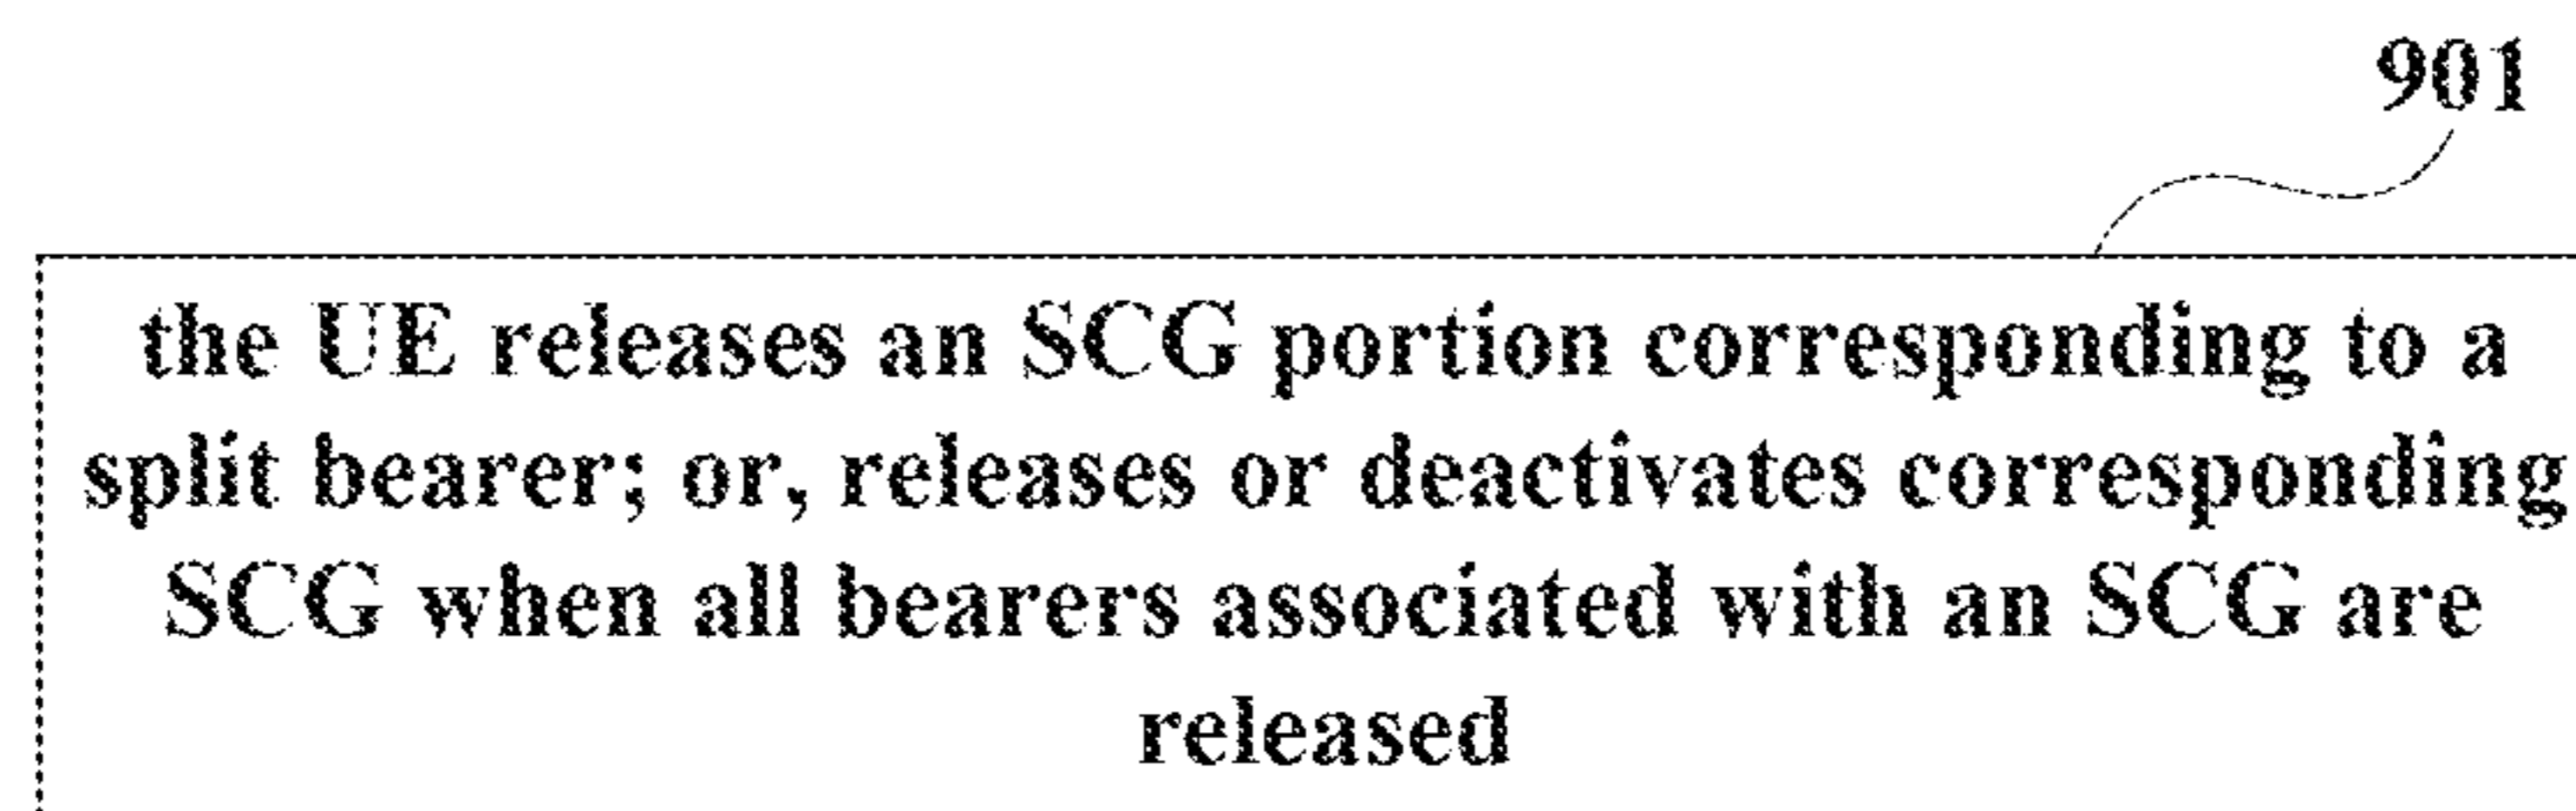 901
the UE releases an SCG portion corresponding to a
split bearer; or, releases or deactivates corresponding
SCG when all bearers associated with an SCG are
released